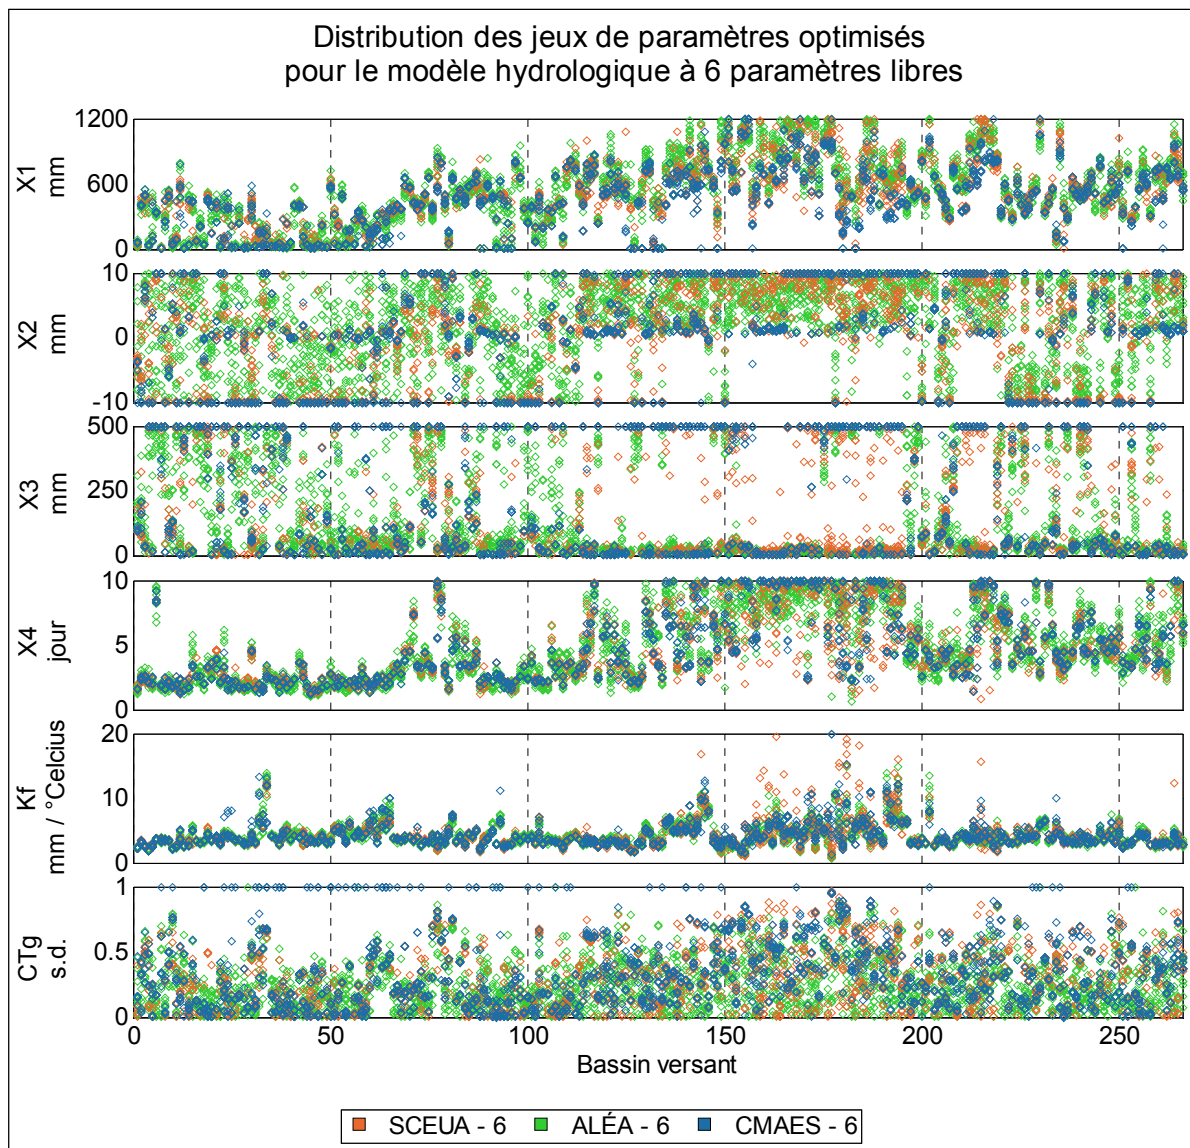 Distribution des jeux de paramètres optimisés
pour le modèle hydrologique à 6 paramètres libres
X1
mm
1200
600
0
X2
mm
10
0
-10
X3
mm
500
250
0
X4
jour
10
5
0
Kf
mm / °Celcius
20
10
0
CTg
s.d.
1
0.5
0
0 50 100 150 200 250
Bassin versant
SCEUA - 6 ALÉA - 6 CMAES - 6